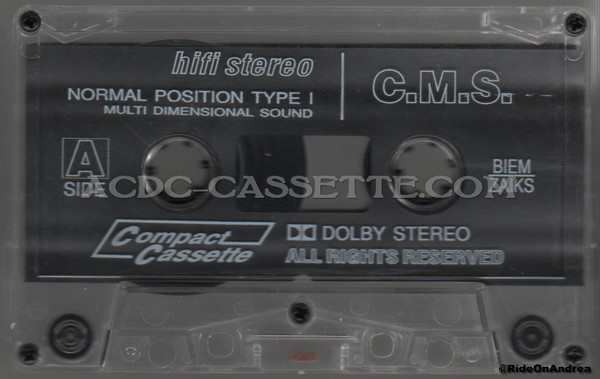 hifi stereo
NORMAL POSITION TYPE I
MULTI DIMENSIONAL SOUND
C.M.S.
A
SIDE
ACDC-CASSETTE.COM
BIEM
ZAIKS
Compact
Cassette
DOLBY STEREO
ALL RIGHTS RESERVED
@RideOnAndrea